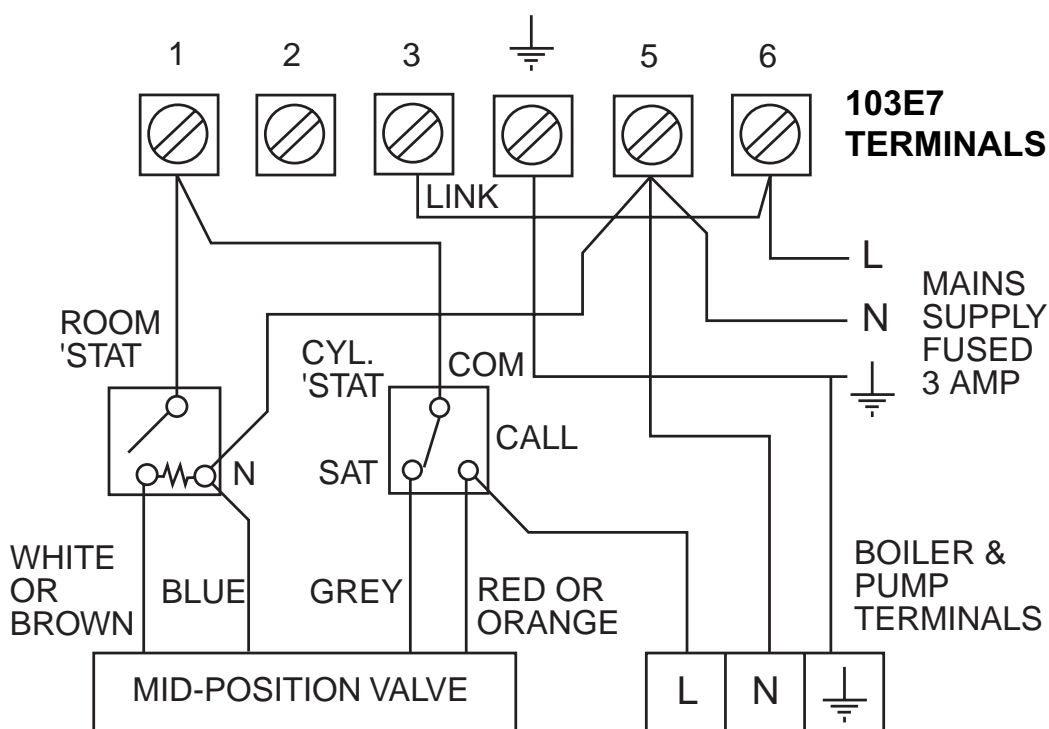 1 2 3 5 6
103E7
TERMINALS
LINK
L
N
MAINS
SUPPLY
FUSED
3 AMP
ROOM
'STAT
CYL.
'STAT
COM
CALL
SAT
N
WHITE
OR
BROWN
BLUE
GREY
RED OR
ORANGE
BOILER &
PUMP
TERMINALS
MID-POSITION VALVE
L N